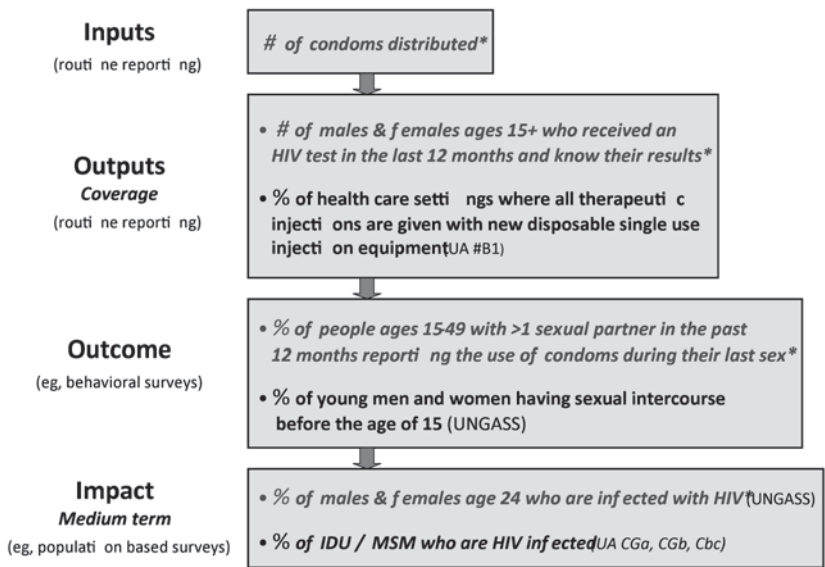 Inputs
(routi ne reporti ng)
# of condoms distributed*
Outputs
Coverage
(routi ne reporti ng)
• # of males & females ages 15+ who received an
HIV test in the last 12 months and know their results*
• % of health care setti ngs where all therapeuti c
injecti ons are given with new disposable single use
injecti on equipment(UA #B1)
Outcome
(eg, behavioral surveys)
• % of people ages 15-49 with >1 sexual partner in the past
12 months reporti ng the use of condoms during their last sex*
• % of young men and women having sexual intercourse
before the age of 15 (UNGASS)
Impact
Medium term
(eg, populati on based surveys)
• % of males & females age 24 who are infected with HIV*(UNGASS)
• % of IDU / MSM who are HIV infected(UA CGa, CGb, Cbc)